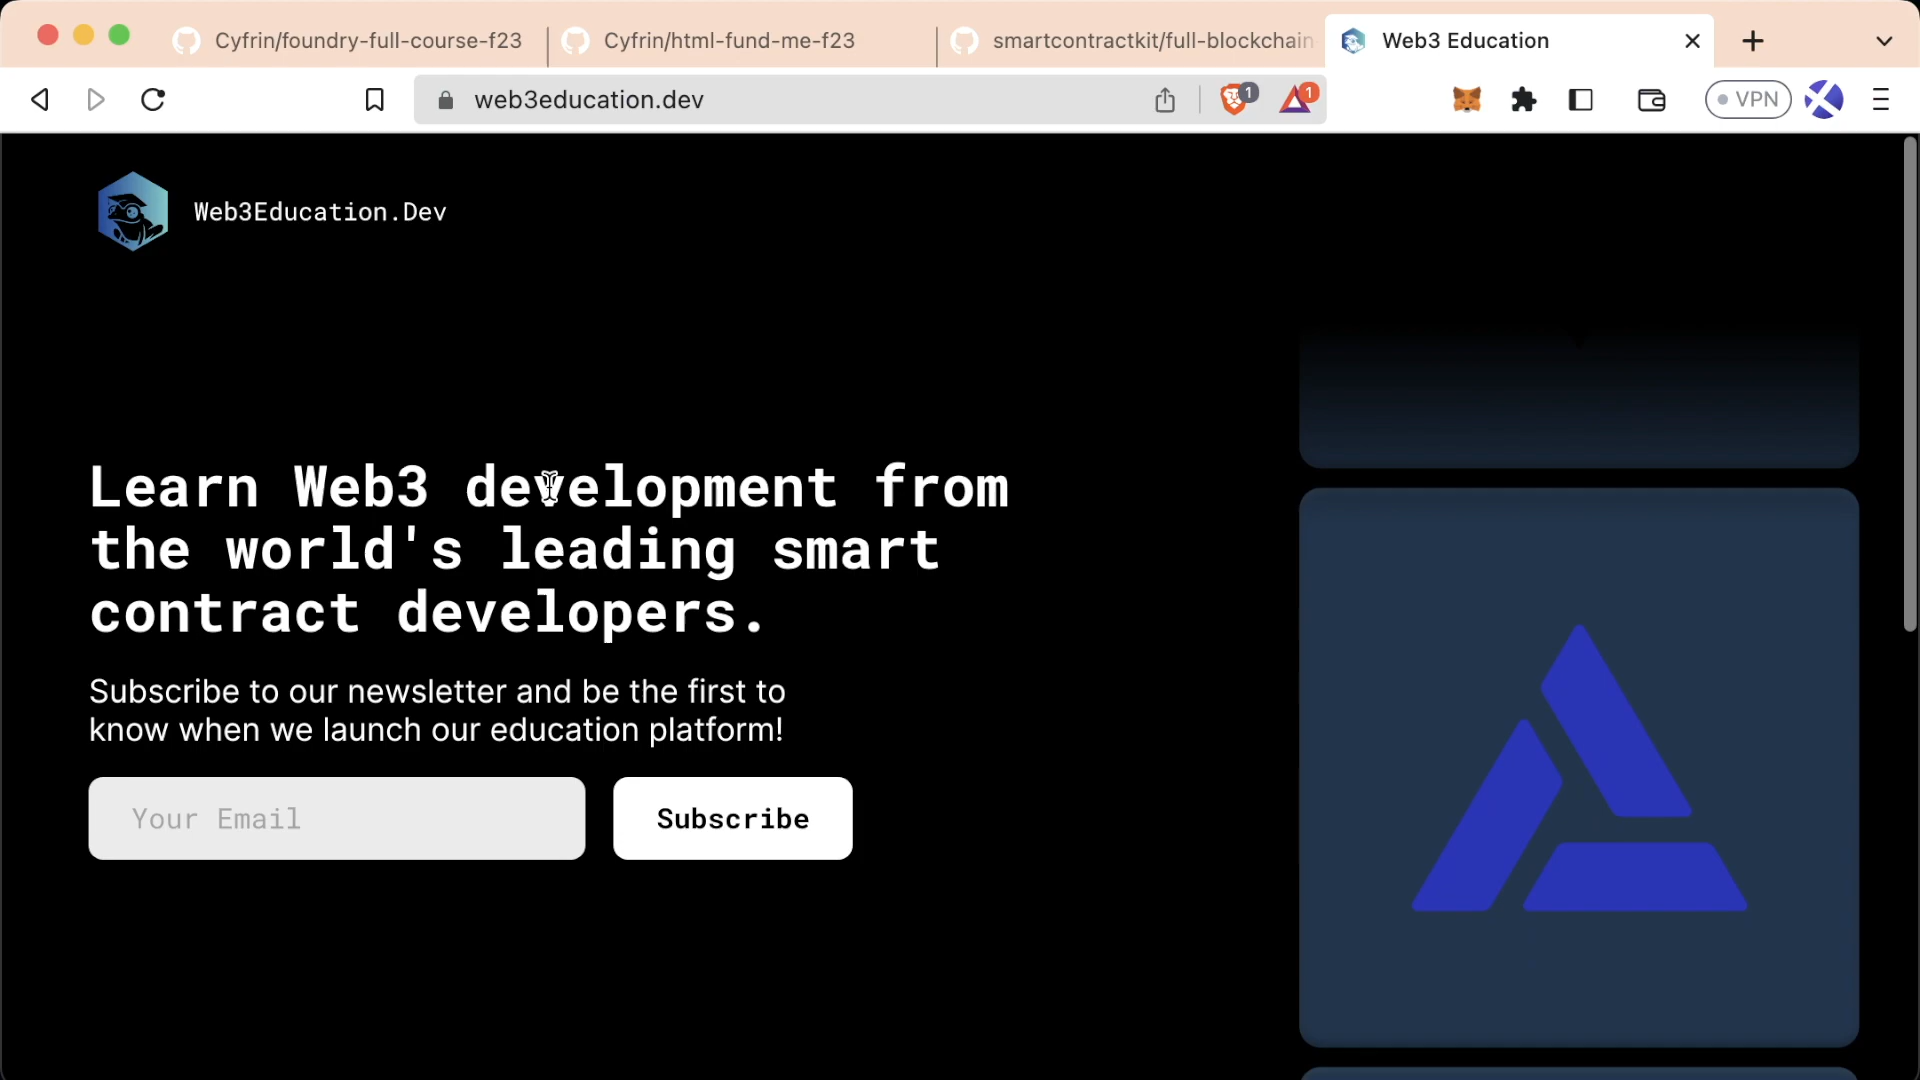 Cyfrin/foundry-full-course-f23
Cyfrin/html-fund-me-f23
smartcontractkit/full-blockchain-
Web3 Education
web3education.dev
1
1
VPN
Web3Education.Dev
Learn Web3 development from
the world's leading smart
contract developers.
Subscribe to our newsletter and be the first to
know when we launch our education platform!
Your Email
Subscribe